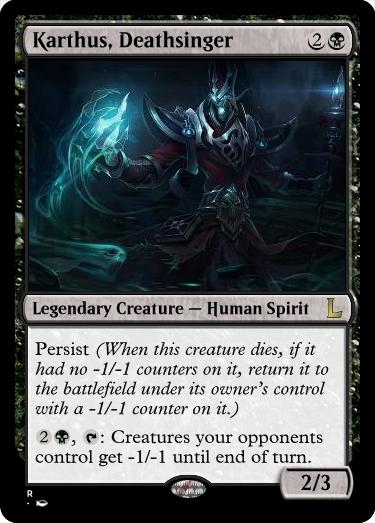 Karthus, Deathsinger 2
Legendary Creature — Human Spirit L
Persist (When this creature dies, if it
had no -1/-1 counters on it, return it to
the battlefield under its owner's control
with a -1/-1 counter on it.)
2 , : Creatures your opponents
control get -1/-1 until end of turn.
2/3
R